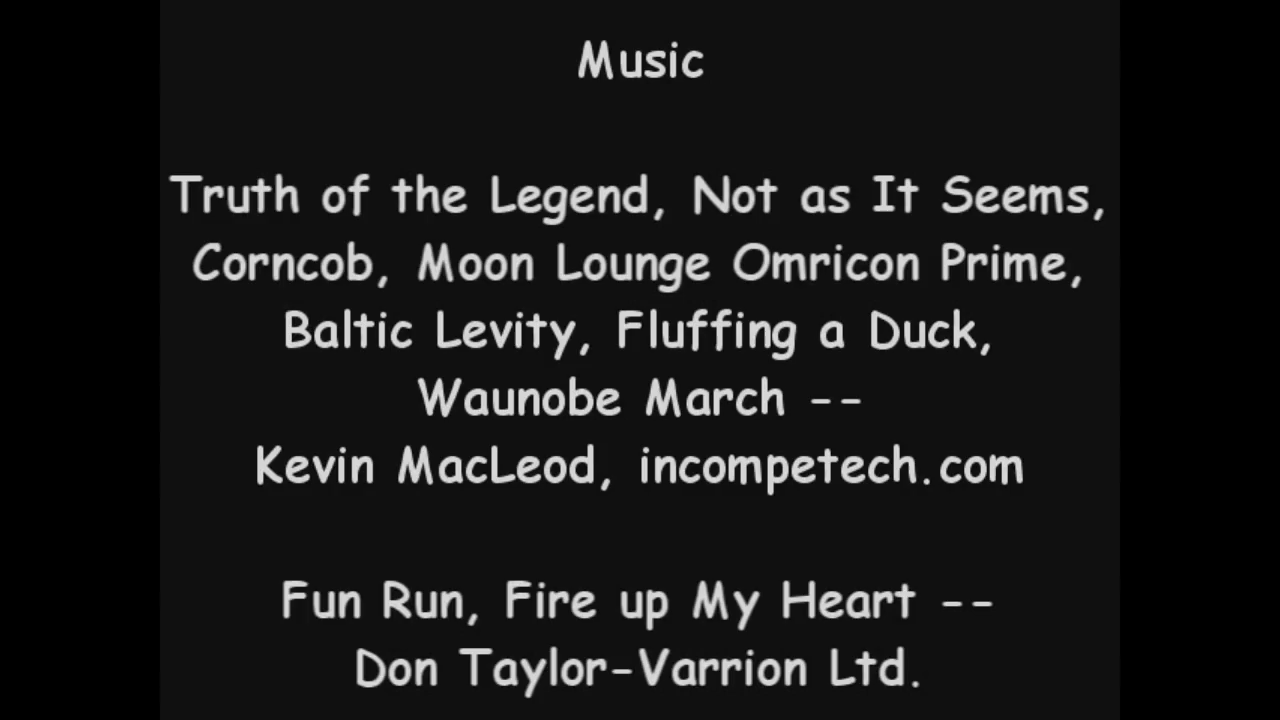 Music
Truth of the Legend, Not as It Seems,
Corncob, Moon Lounge Omricon Prime,
Baltic Levity, Fluffing a Duck,
Waunobe March --
Kevin MacLeod, incompetech.com
Fun Run, Fire up My Heart --
Don Taylor-Varrion Ltd.